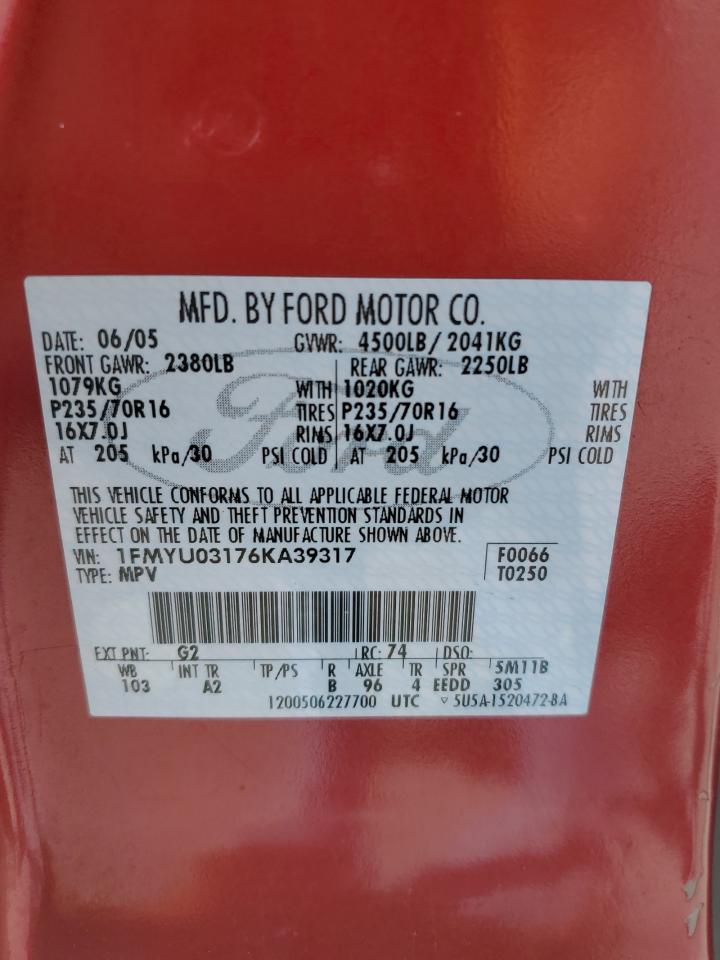 MFD. BY FORD MOTOR CO.
DATE: 06/05 GVWR: 4500LB/ 2041KG
FRONT GAWR: 2380LB REAR GAWR: 2250LB
1079KG WITH 1020KG WITH
P235/70R16 TIRES P235/70R16 TIRES
16X7.0J RIMS 16X7.0J RIMS
AT 205 kPa/30 PSI COLD AT 205 kPa/30 PSI COLD
Ford
THIS VEHICLE CONFORMS TO ALL APPLICABLE FEDERAL MOTOR
VEHICLE SAFETY AND THEFT PREVENTION STANDARDS IN
EFFECT ON THE DATE OF MANUFACTURE SHOWN ABOVE.
VIN: 1FMYU03176KA39317 F0066
TYPE: MPV T0250
EXT PNT: G2 RC: 74 DSO:
WB INT TR TP/PS R AXLE TR SPR 5M11B
103 A2 B 96 4 EEDD 305
1200506227700 UTC ▽ 5U5A-1520472-BA